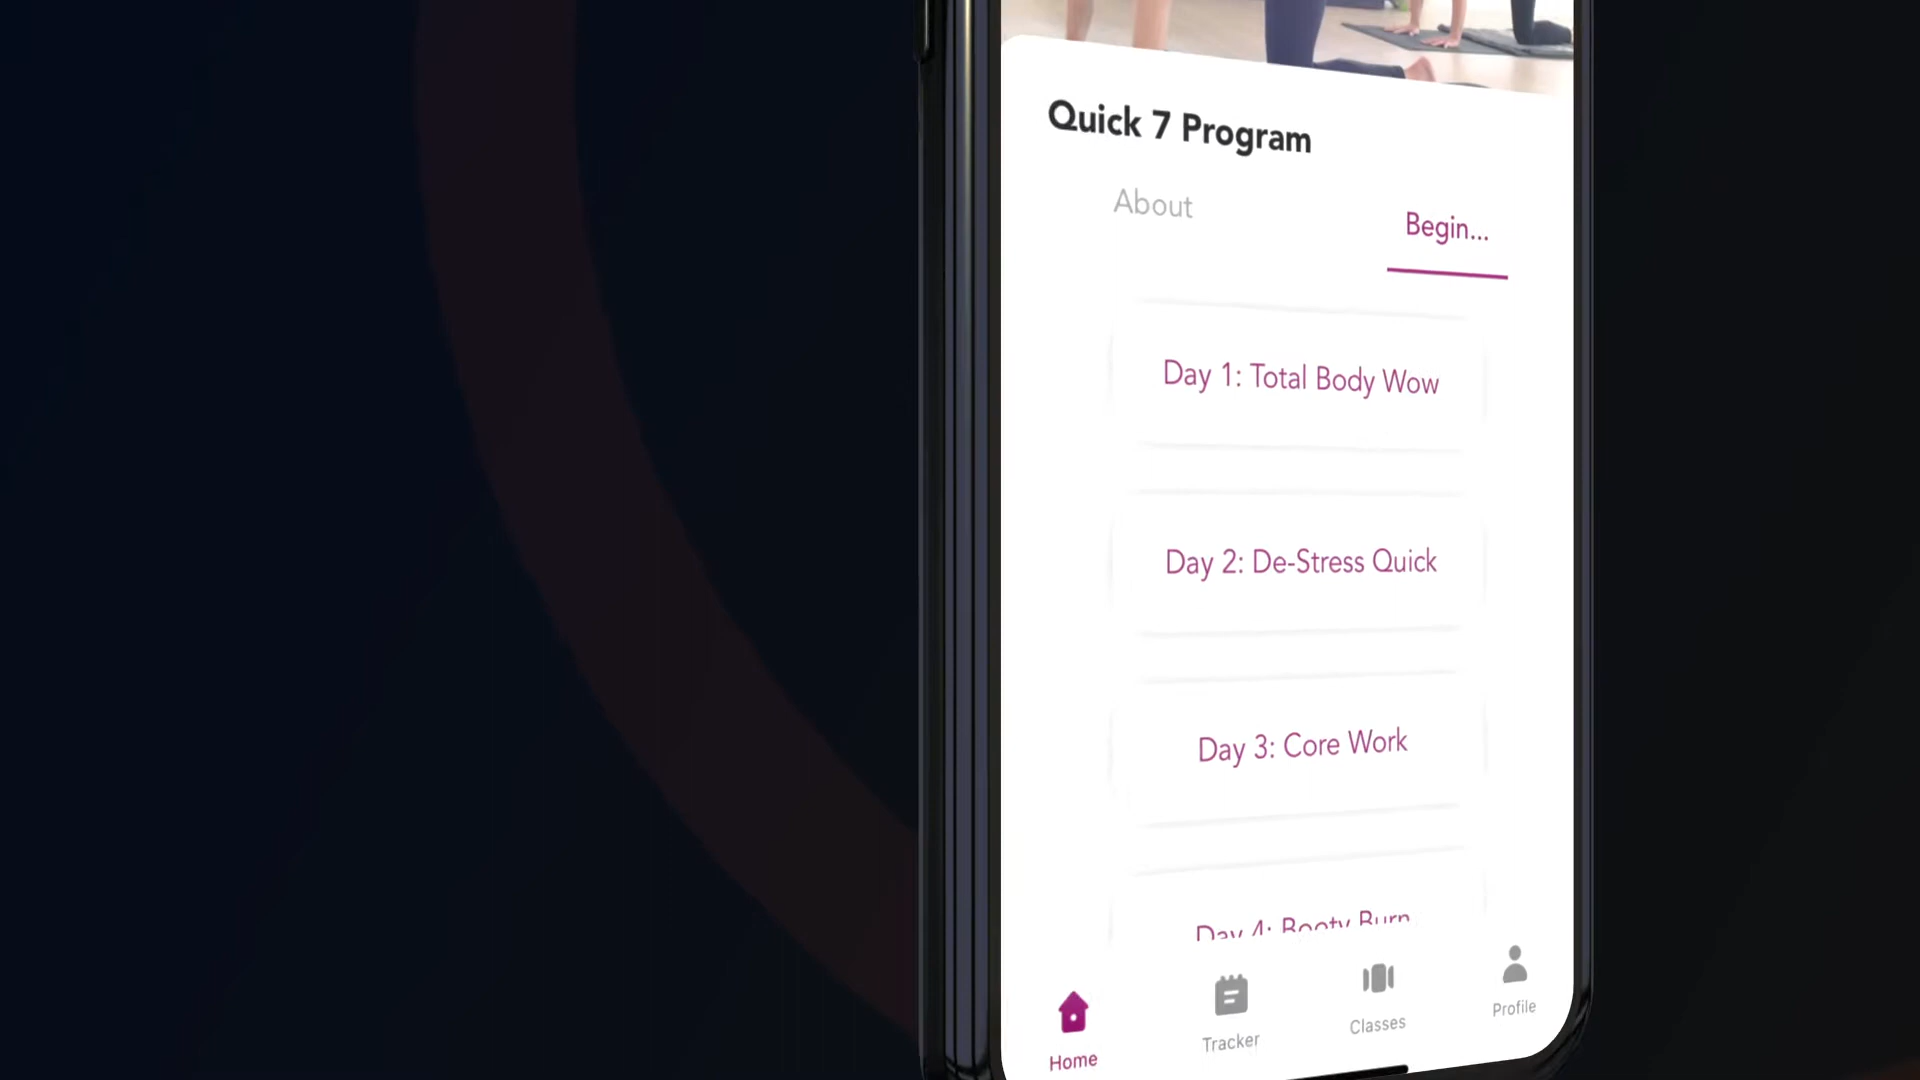 Quick 7 Program
About
Begin...
Day 1: Total Body Wow
Day 2: De-Stress Quick
Day 3: Core Work
Day 4: Booty Burn
Home
Tracker
Classes
Profile